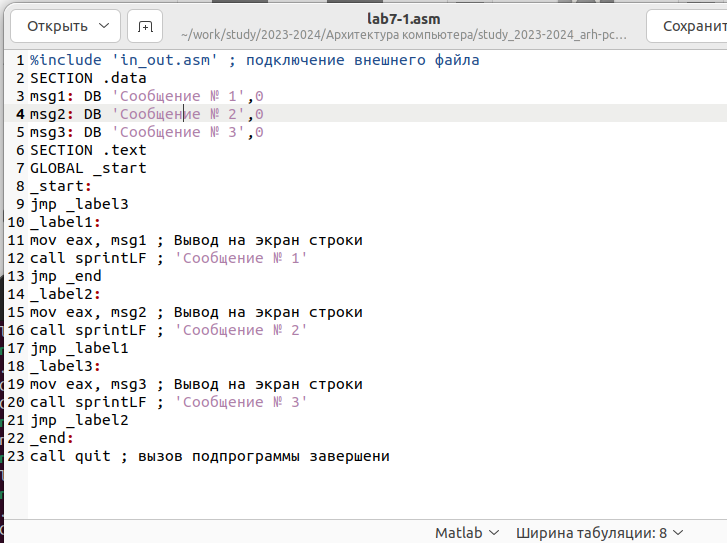 Открыть
lab7-1.asm
~/work/study/2023-2024/Архитектура компьютера/study_2023-2024_arh-pc…
Сохранит
1 %include 'in_out.asm' ; подключение внешнего файла
2 SECTION .data
3 msg1: DB 'Сообщение № 1',0
4 msg2: DB 'Сообщение № 2',0
5 msg3: DB 'Сообщение № 3',0
6 SECTION .text
7 GLOBAL _start
8 _start:
9 jmp _label3
10 _label1:
11 mov eax, msg1 ; Вывод на экран строки
12 call sprintLF ; 'Сообщение № 1'
13 jmp _end
14 _label2:
15 mov eax, msg2 ; Вывод на экран строки
16 call sprintLF ; 'Сообщение № 2'
17 jmp _label1
18 _label3:
19 mov eax, msg3 ; Вывод на экран строки
20 call sprintLF ; 'Сообщение № 3'
21 jmp _label2
22 _end:
23 call quit ; вызов подпрограммы завершени
Matlab
Ширина табуляции: 8